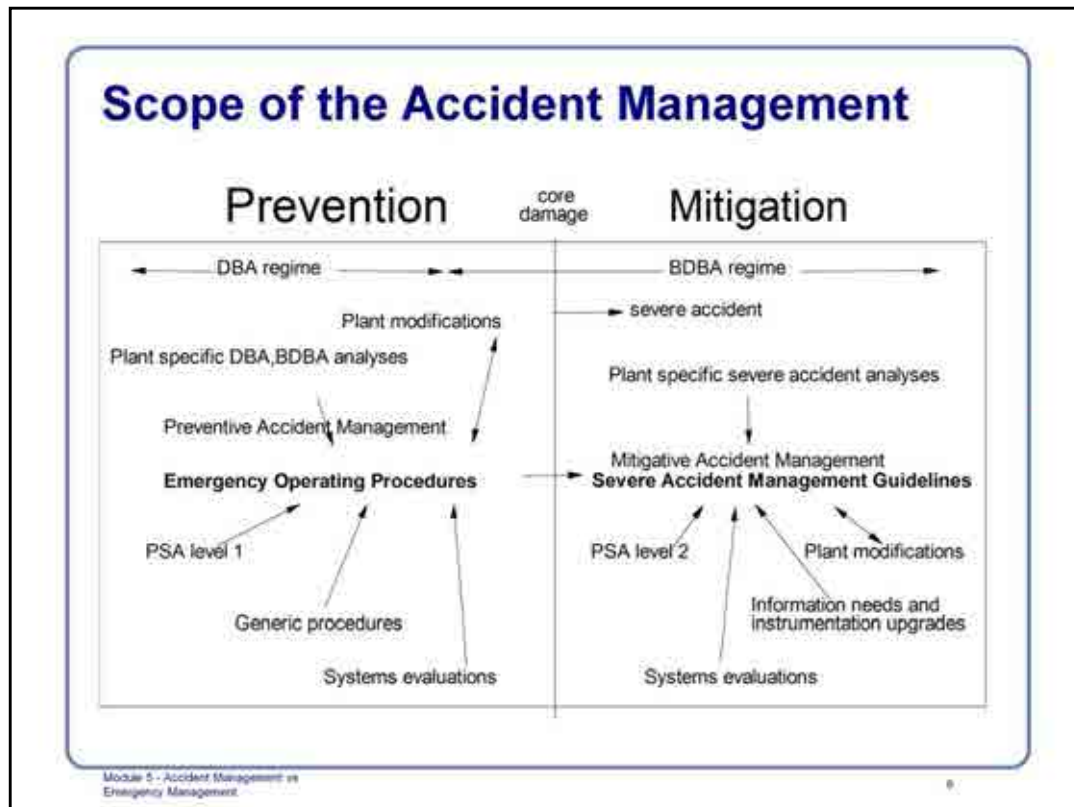 Scope of the Accident Management
Prevention
core
damage
Mitigation
DBA regime
BDBA regime
Plant modifications
severe accident
Plant specific DBA,BDBA analyses
Plant specific severe accident analyses
Preventive Accident Management
Emergency Operating Procedures
Mitigative Accident Management
Severe Accident Management Guidelines
PSA level 1
PSA level 2
Plant modifications
Generic procedures
Information needs and
instrumentation upgrades
Systems evaluations
Systems evaluations
Module 5 - Accident Management vs
Emergency Management